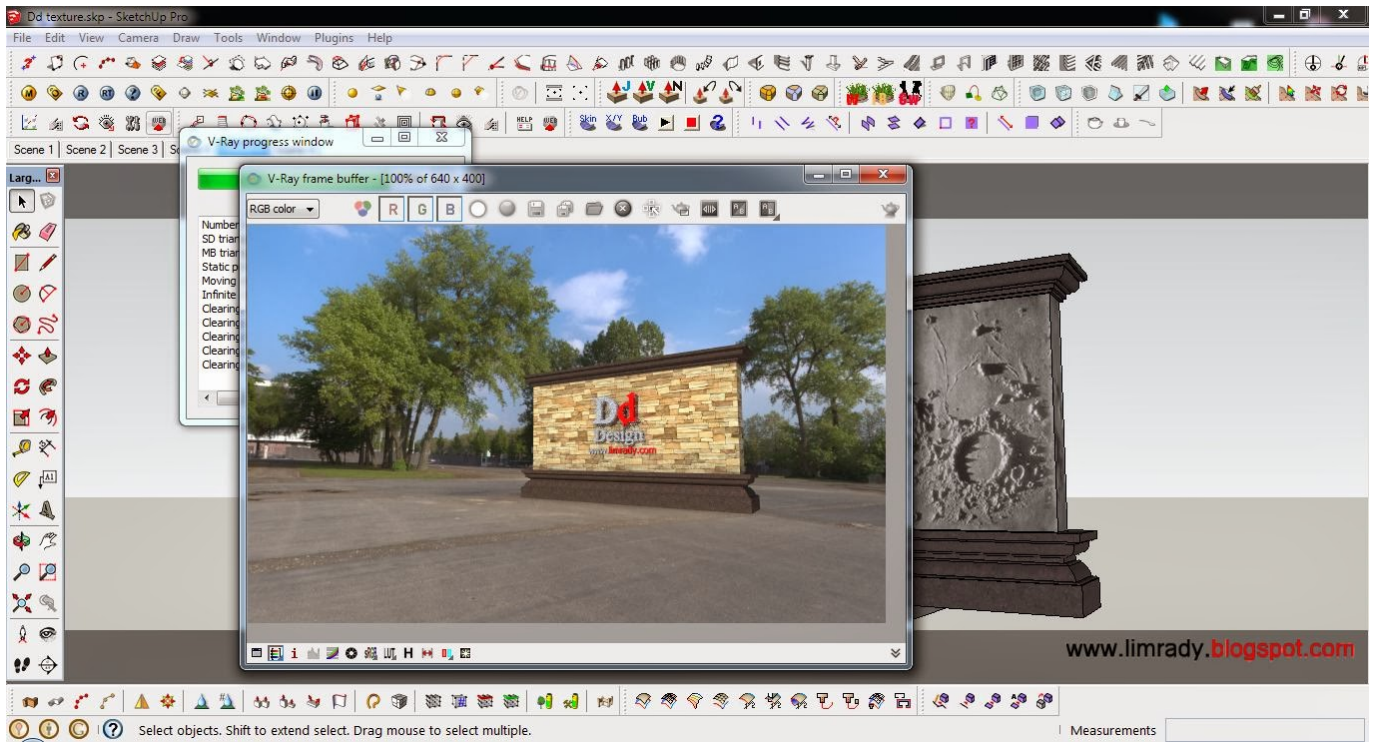 Dd texture.skp - SketchUp Pro
File Edit View Camera Draw Tools Window Plugins Help
Scene 1 Scene 2 Scene 3
V-Ray progress window
Larg...
V-Ray frame buffer - [100% of 640 x 400]
RGB color R G B
Number
SD trian
MB trian
Static p
Moving
Infinite
Clearing
Clearing
Clearing
Clearing
Clearing
Dd
Design
www.limrady.com
www.limrady.blogspot.com
Select objects. Shift to extend select. Drag mouse to select multiple.
Measurements